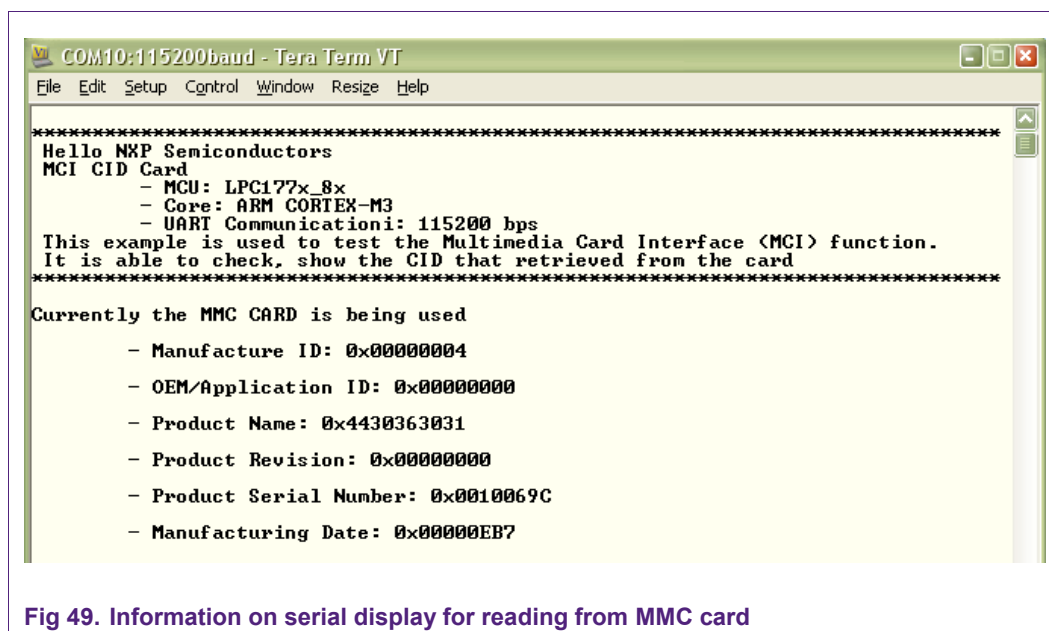 COM10:115200baud - Tera Term VT
File Edit Setup Control Window Resize Help
********************************************************************************
Hello NXP Semiconductors
MCI CID Card
- MCU: LPC177x_8x
- Core: ARM CORTEX-M3
- UART Communicationi: 115200 bps
This example is used to test the Multimedia Card Interface (MCI) function.
It is able to check, show the CID that retrieved from the card
********************************************************************************
Currently the MMC CARD is being used
- Manufacture ID: 0x00000004
- OEM/Application ID: 0x00000000
- Product Name: 0x4430363031
- Product Revision: 0x00000000
- Product Serial Number: 0x0010069C
- Manufacturing Date: 0x00000EB7
Fig 49. Information on serial display for reading from MMC card